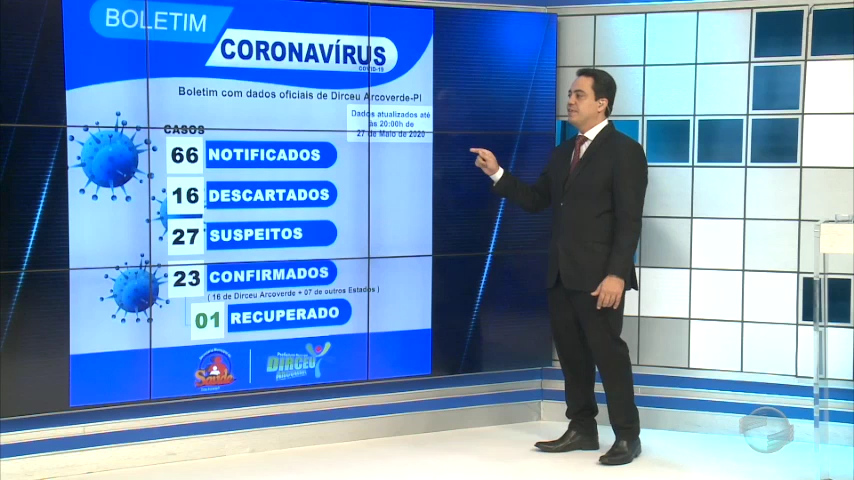 BOLETIM
CORONAVÍRUS
COVID-19
Boletim com dados oficiais de Dirceu Arcoverde-PI
Dados atualizados até
às 20:00h de
27 de Maio de 2020
CASOS
66 NOTIFICADOS
16 DESCARTADOS
27 SUSPEITOS
23 CONFIRMADOS
( 16 de Dirceu Arcoverde + 07 de outros Estados )
01 RECUPERADO
Saúde
DIRCEU